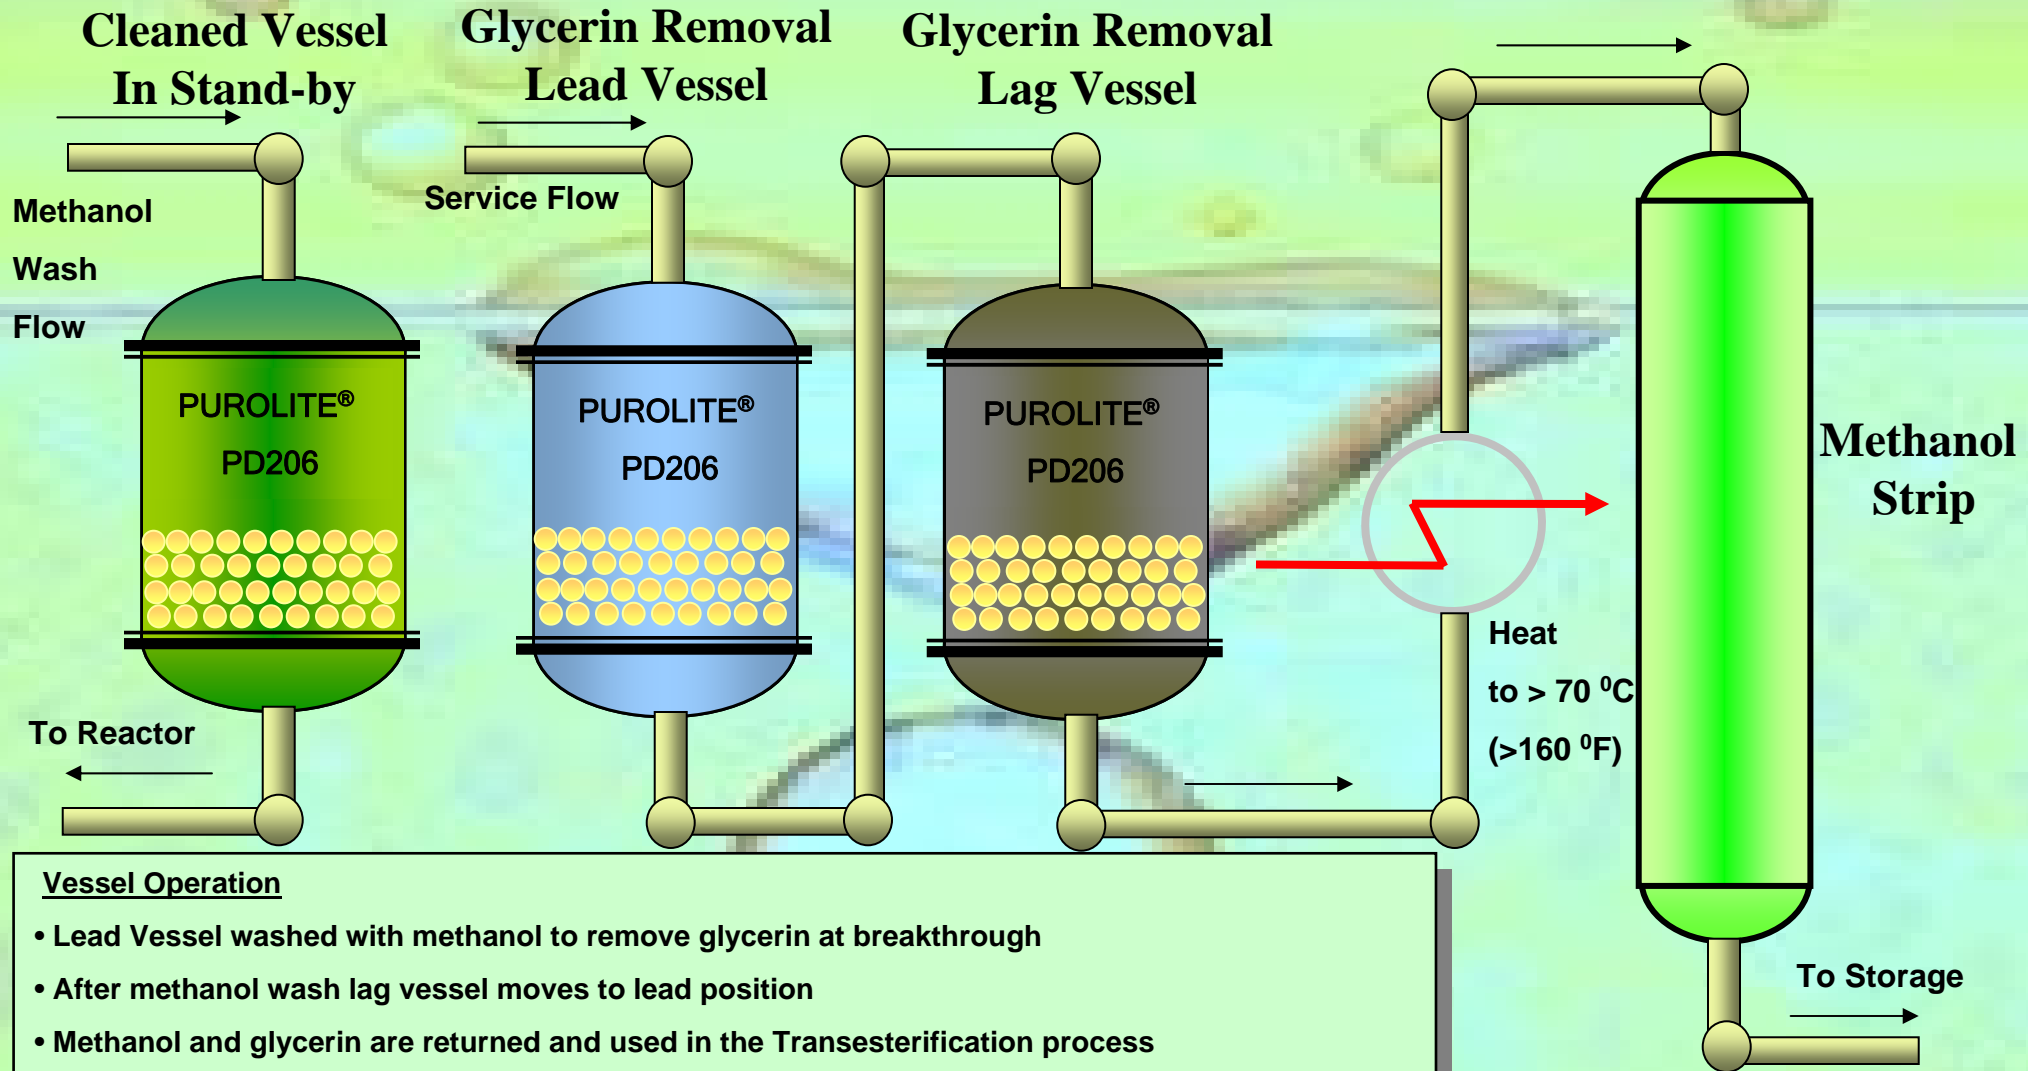 Cleaned Vessel
In Stand-by
Glycerin Removal
Lead Vessel
Glycerin Removal
Lag Vessel
Methanol
Wash
Flow
Service Flow
PUROLITE®
PD206
PUROLITE®
PD206
PUROLITE®
PD206
Methanol
Strip
Heat
to > 70 ⁰C
(>160 ⁰F)
To Reactor
To Storage
Vessel Operation
• Lead Vessel washed with methanol to remove glycerin at breakthrough
• After methanol wash lag vessel moves to lead position
• Methanol and glycerin are returned and used in the Transesterification process